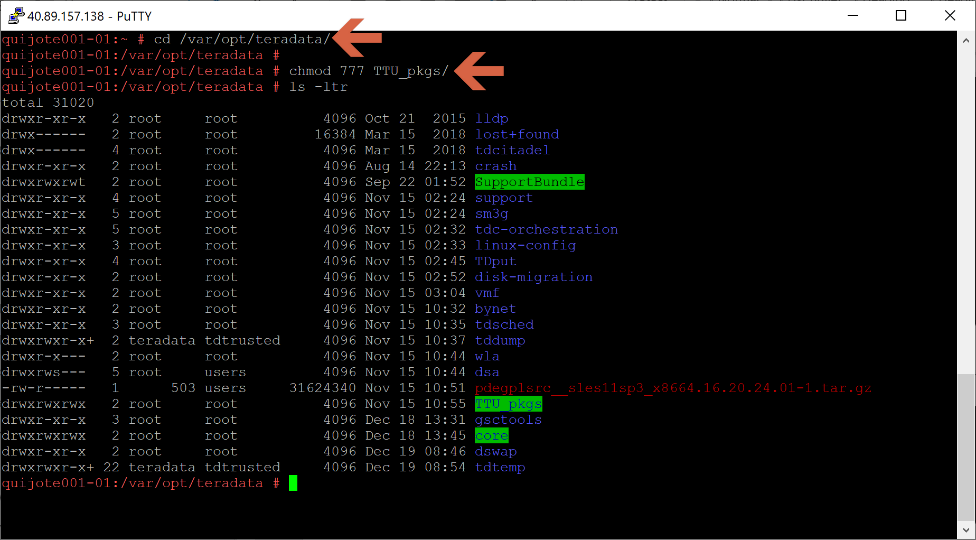 40.89.157.138 - PuTTY
quijote001-01:~ # cd /var/opt/teradata/
quijote001-01:/var/opt/teradata #
quijote001-01:/var/opt/teradata # chmod 777 TTU_pkgs/
quijote001-01:/var/opt/teradata # ls -ltr
total 31020
drwxr-xr-x 2 root root 4096 Oct 21 2015 lldp
drwx------ 2 root root 16384 Mar 15 2018 lost+found
drwx------ 4 root root 4096 Mar 15 2018 tdcitadel
drwxr-xr-x 2 root root 4096 Aug 14 22:13 crash
drwxrwxrwt 2 root root 4096 Sep 22 01:52 SupportBundle
drwxr-xr-x 4 root root 4096 Nov 15 02:24 support
drwxr-xr-x 5 root root 4096 Nov 15 02:24 sm3g
drwxr-xr-x 5 root root 4096 Nov 15 02:32 tdc-orchestration
drwxr-xr-x 3 root root 4096 Nov 15 02:33 linux-config
drwxr-xr-x 4 root root 4096 Nov 15 02:45 TDput
drwxr-xr-x 2 root root 4096 Nov 15 02:52 disk-migration
drwxr-xr-x 2 root root 4096 Nov 15 03:04 vmf
drwxr-xr-x 2 root root 4096 Nov 15 10:32 bynet
drwxr-xr-x 3 root root 4096 Nov 15 10:35 tdsched
drwxrwxr-x+ 2 teradata tdtrusted 4096 Nov 15 10:37 tddump
drwxr-x--- 2 root root 4096 Nov 15 10:44 wla
drwxrws--- 5 root users 4096 Nov 15 10:44 dsa
-rw-r----- 1 503 users 31624340 Nov 15 10:51 pdegplsrc__sles11sp3_x8664.16.20.24.01-1.tar.gz
drwxrwxrwx 2 root root 4096 Nov 15 10:55 TTU_pkgs
drwxr-xr-x 3 root root 4096 Dec 18 13:31 gsctools
drwxrwxrwx 2 root root 4096 Dec 18 13:45 core
drwxr-xr-x 2 root root 4096 Dec 19 08:46 dswap
drwxrwxr-x+ 22 teradata tdtrusted 4096 Dec 19 08:54 tdtemp
quijote001-01:/var/opt/teradata #